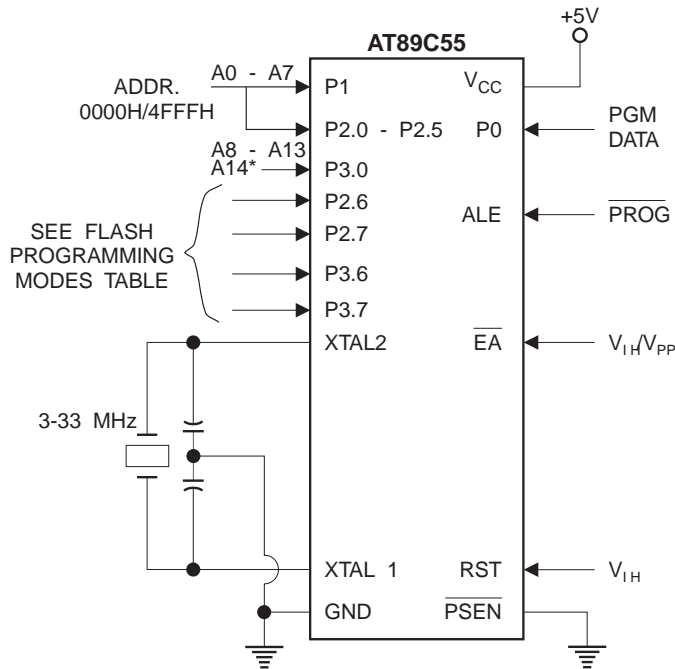 +5V
AT89C55
ADDR.
0000H/4FFFH
A0 - A7
P1
VCC
P2.0 - P2.5
P0
PGM
DATA
A8 - A13
A14*
P3.0
P2.6
ALE
PROG
SEE FLASH
PROGRAMMING
MODES TABLE
P2.7
P3.6
P3.7
XTAL2
EA
VIH/VPP
3-33 MHz
XTAL 1
RST
VIH
GND
PSEN